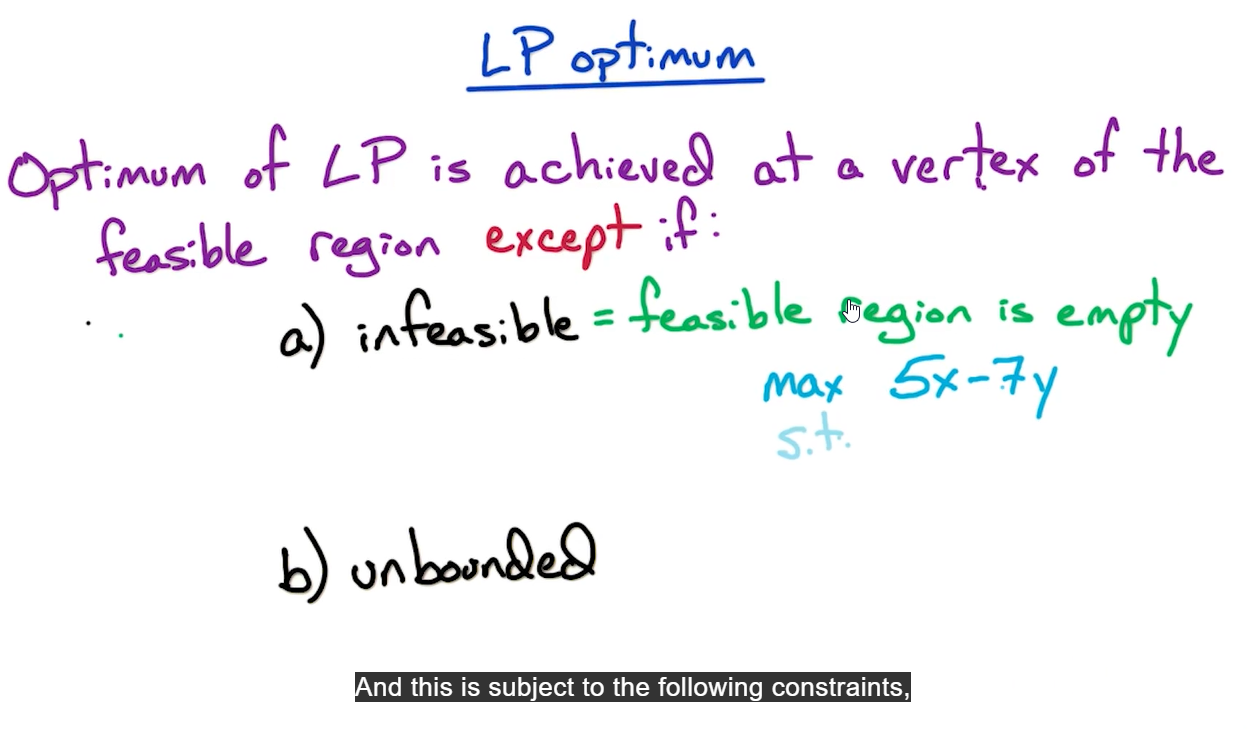 LP optimum
Optimum of LP is achieved at a vertex of the
feasible region except if:
a) infeasible = feasible region is empty
max 5x-7y
s.t.
b) unbounded
And this is subject to the following constraints,